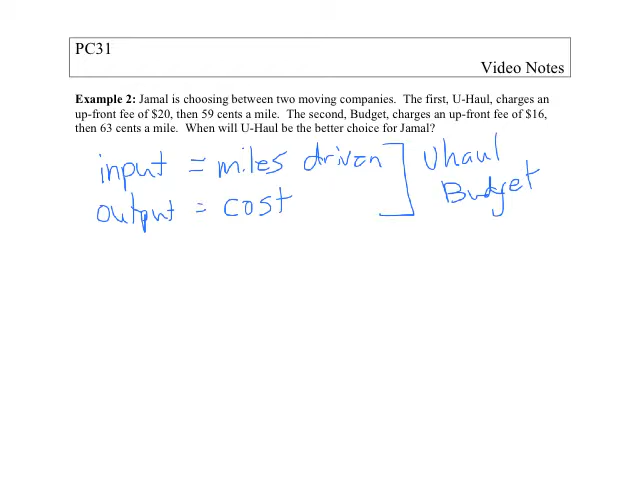 PC31
Video Notes
Example 2: Jamal is choosing between two moving companies. The first, U-Haul, charges an
up-front fee of $20, then 59 cents a mile. The second, Budget, charges an up-front fee of $16,
then 63 cents a mile. When will U-Haul be the better choice for Jamal?
input = miles driven
Uhaul
output = cost
Budget